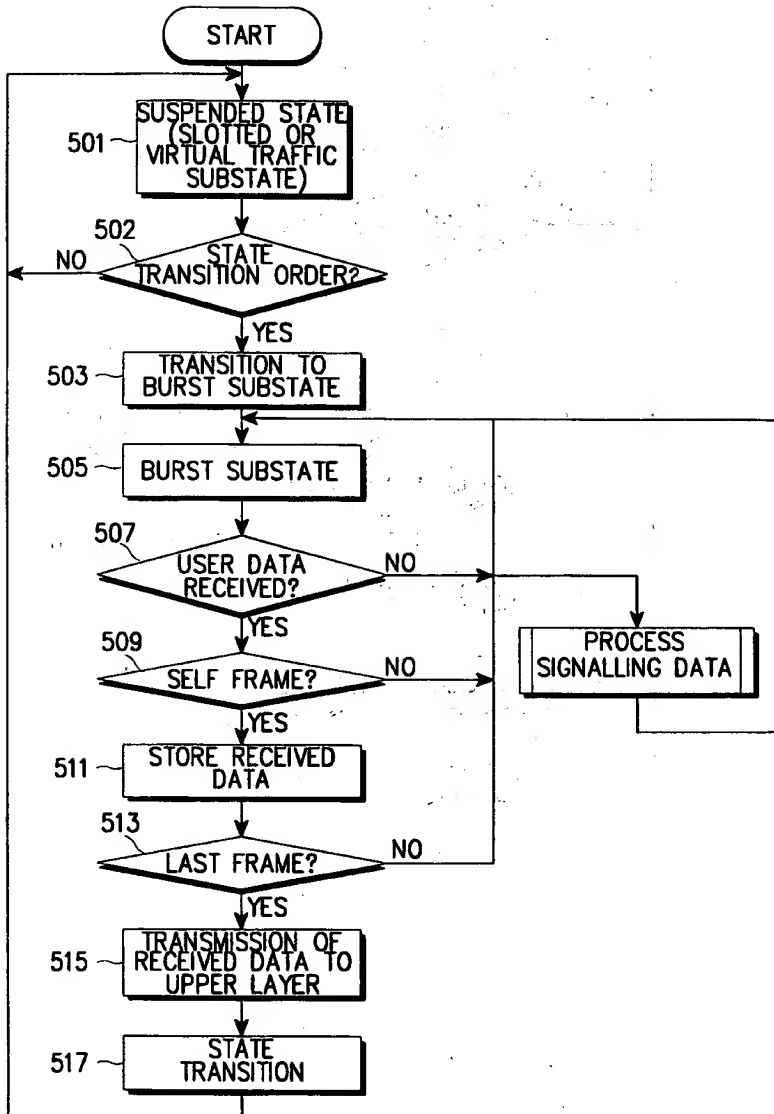 START
501
SUSPENDED STATE
(SLOTTED OR
VIRTUAL TRAFFIC
SUBSTATE)
502
STATE
TRANSITION ORDER?
NO
YES
503
TRANSITION TO
BURST SUBSTATE
505
BURST SUBSTATE
507
USER DATA
RECEIVED?
NO
YES
PROCESS
SIGNALLING DATA
509
SELF FRAME?
NO
YES
511
STORE RECEIVED
DATA
513
LAST FRAME?
NO
YES
515
TRANSMISSION OF
RECEIVED DATA TO
UPPER LAYER
517
STATE
TRANSITION